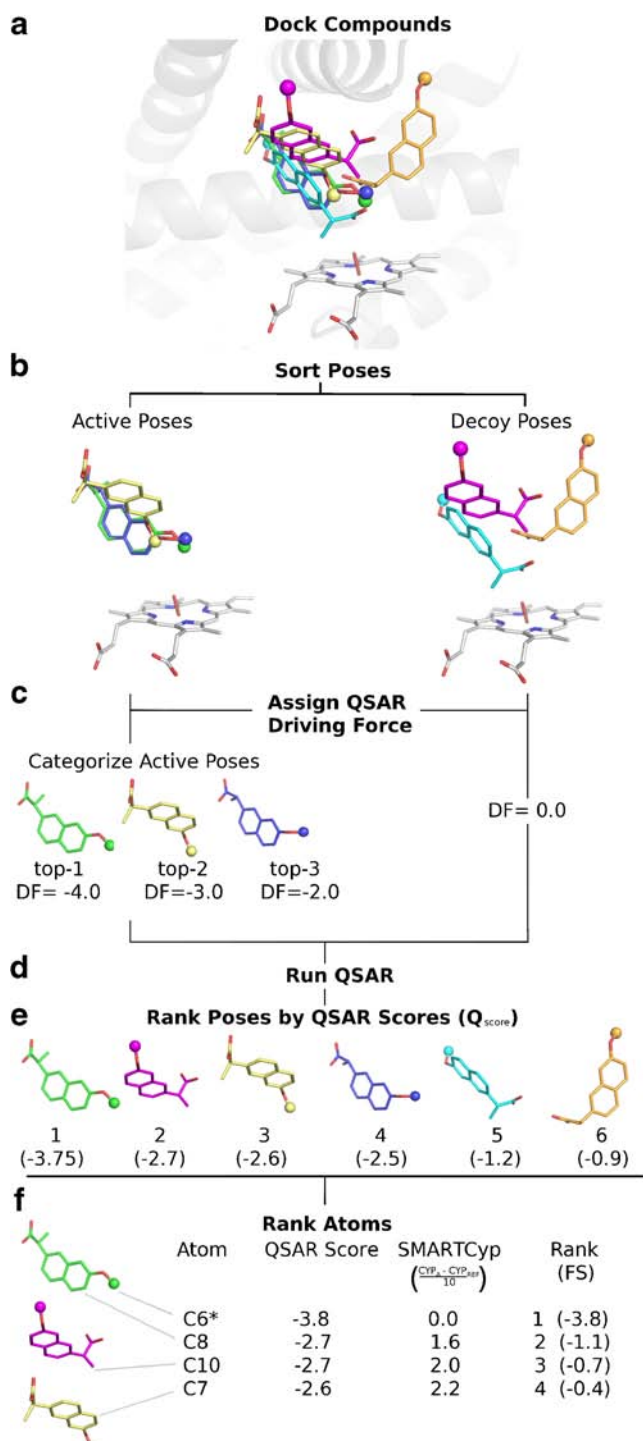 a
Dock Compounds
b
Sort Poses
Active Poses Decoy Poses
c
Assign QSAR
Driving Force
Categorize Active Poses
DF= 0.0
top-1 top-2 top-3
DF= -4.0 DF=-3.0 DF=-2.0
d
Run QSAR
e
Rank Poses by QSAR Scores (Qscore)
1 2 3 4 5 6
(-3.75) (-2.7) (-2.6) (-2.5) (-1.2) (-0.9)
f
Rank Atoms
Atom QSAR Score SMARTCyp Rank
(CYPA - CYPREF / 10) (FS)
C6* -3.8 0.0 1 (-3.8)
C8 -2.7 1.6 2 (-1.1)
C10 -2.7 2.0 3 (-0.7)
C7 -2.6 2.2 4 (-0.4)